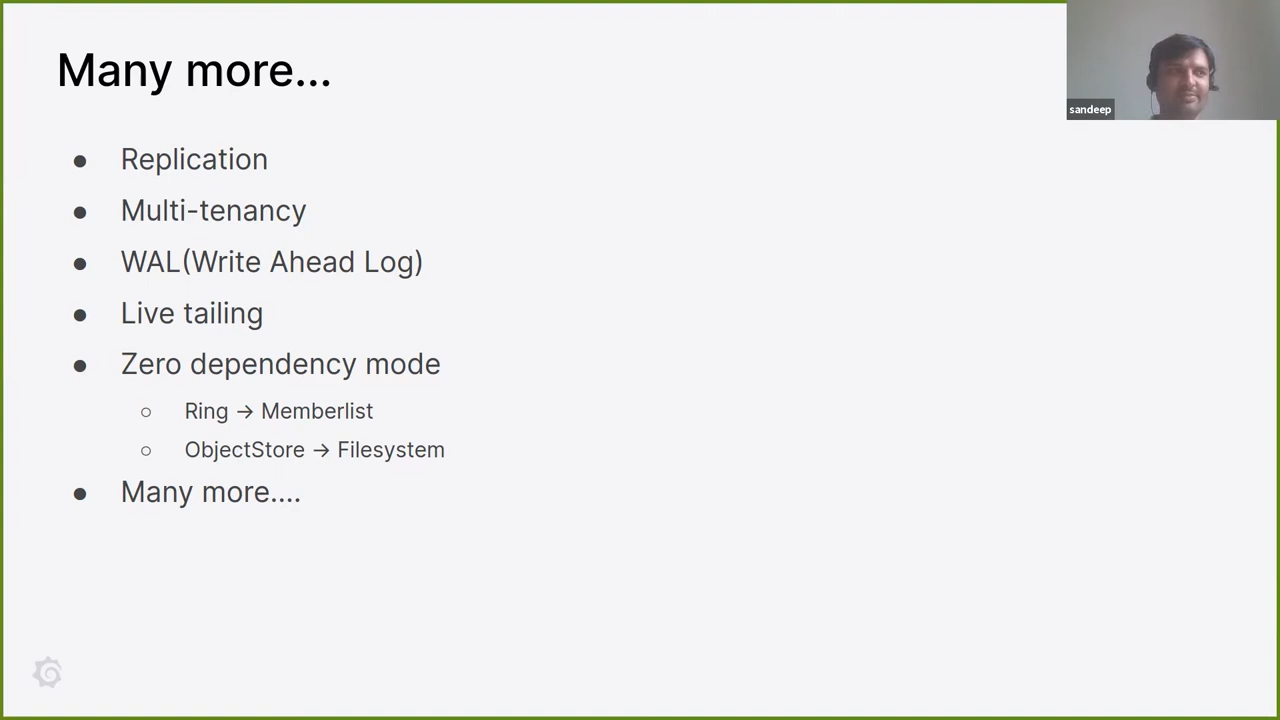 Many more...
sandeep
● Replication
● Multi-tenancy
● WAL(Write Ahead Log)
● Live tailing
● Zero dependency mode
○ Ring → Memberlist
○ ObjectStore → Filesystem
● Many more....